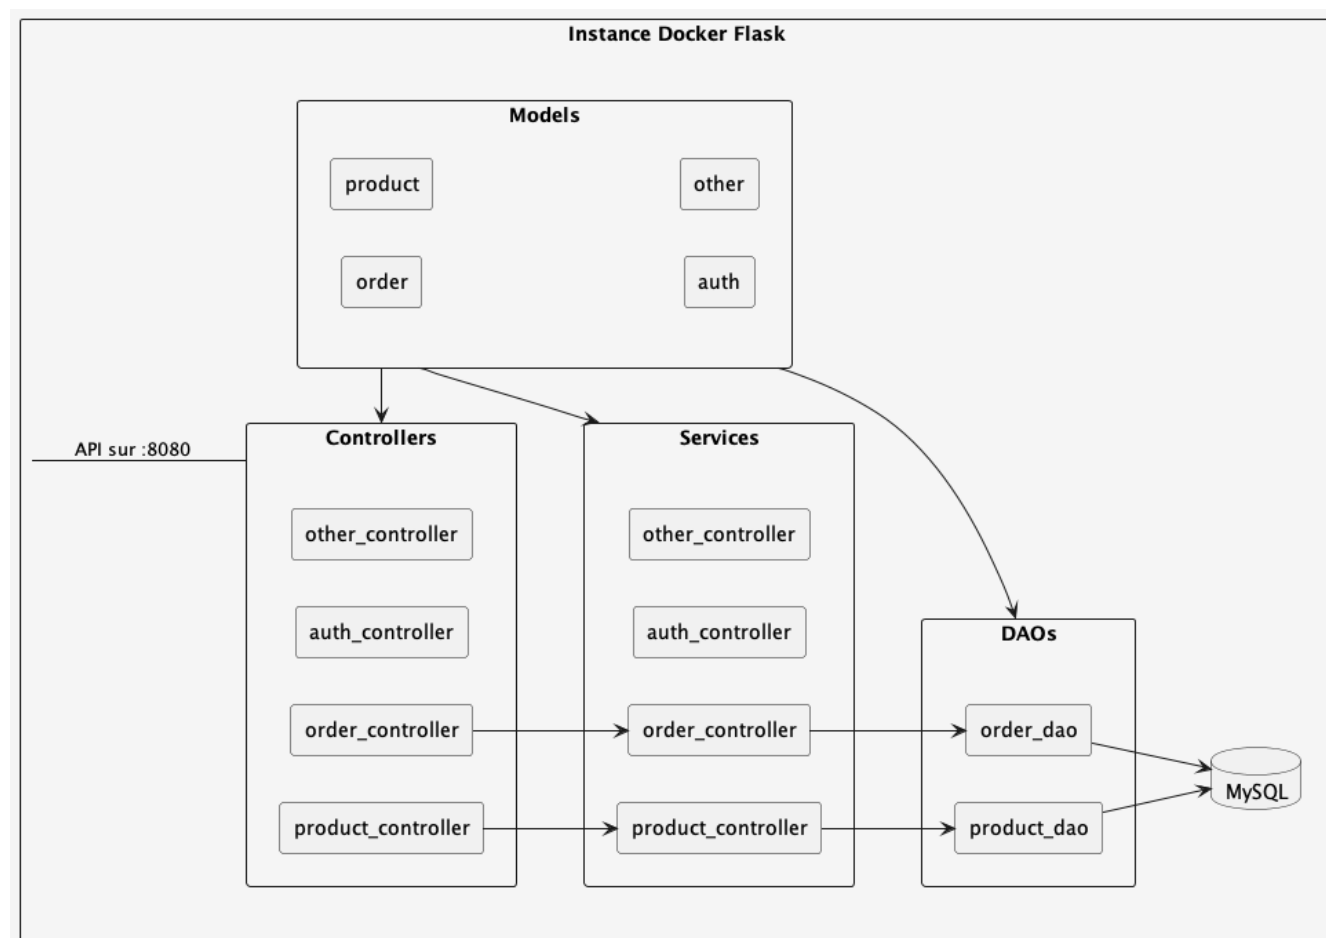 Instance Docker Flask
Models
product
other
order
auth
API sur :8080
Controllers
other_controller
auth_controller
order_controller
product_controller
Services
other_controller
auth_controller
order_controller
product_controller
DAOs
order_dao
product_dao
MySQL